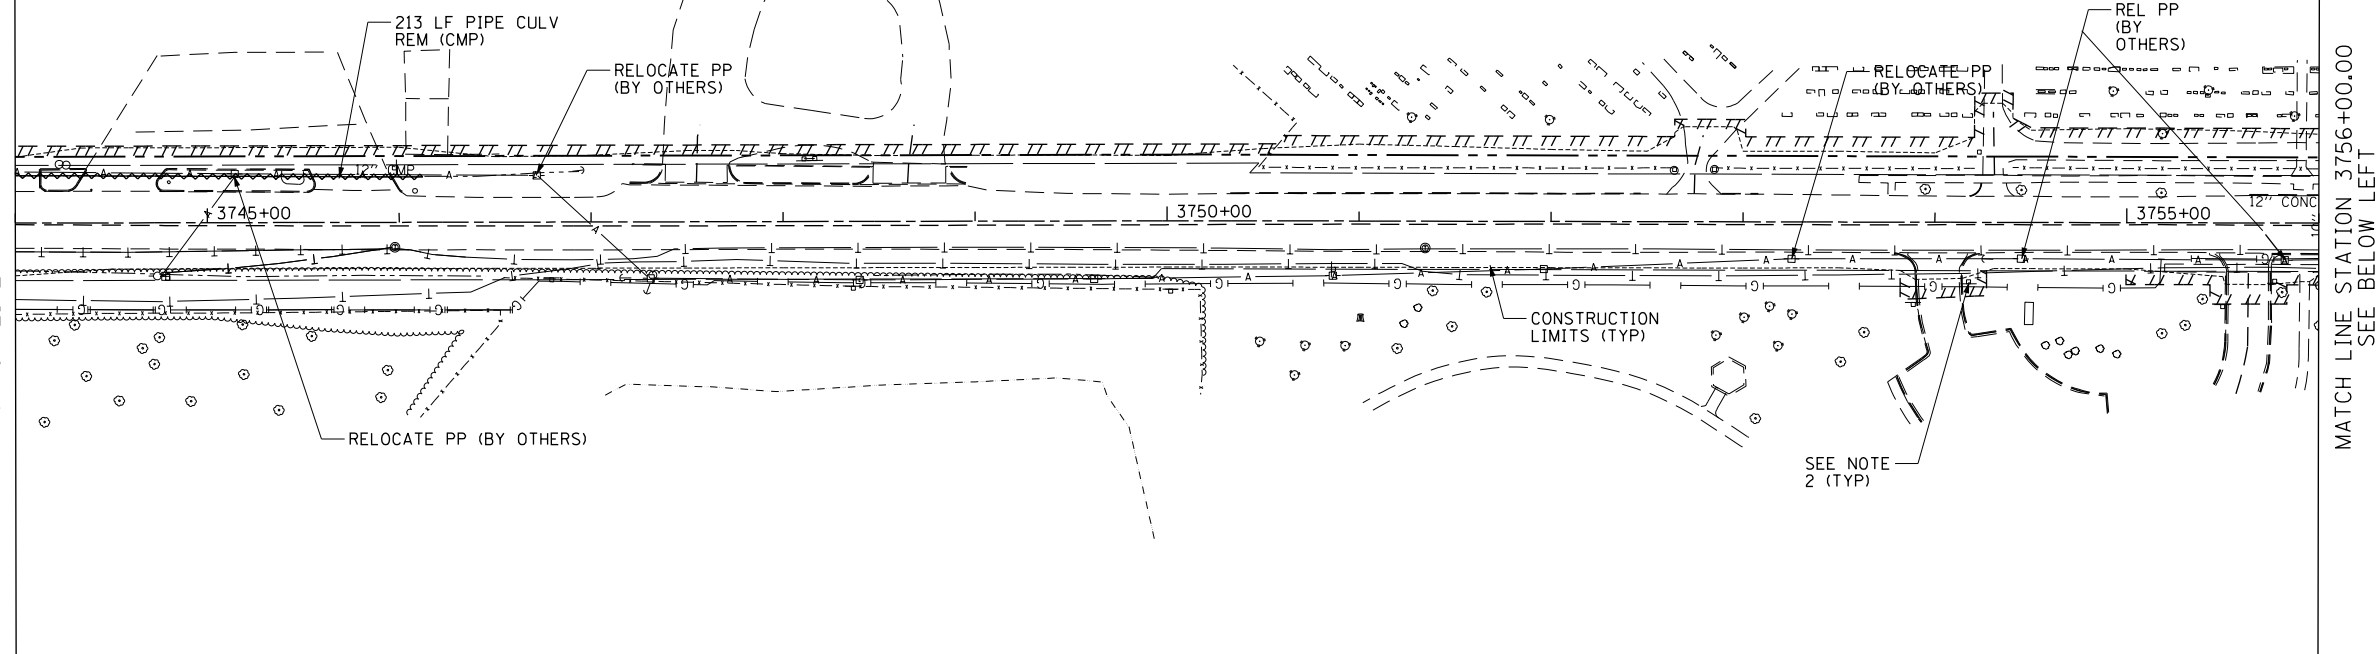 213 LF PIPE CULV
REM (CMP)
RELOCATE PP
(BY OTHERS)
RELOCATE PP
(BY OTHERS)
REL PP
(BY
OTHERS)
12" CMP
3745+00
3750+00
3755+00
12" CONC
10"
CONSTRUCTION
LIMITS (TYP)
RELOCATE PP (BY OTHERS)
SEE NOTE
2 (TYP)
MATCH LINE STATION 3756+00.00
SEE BELOW LEFT